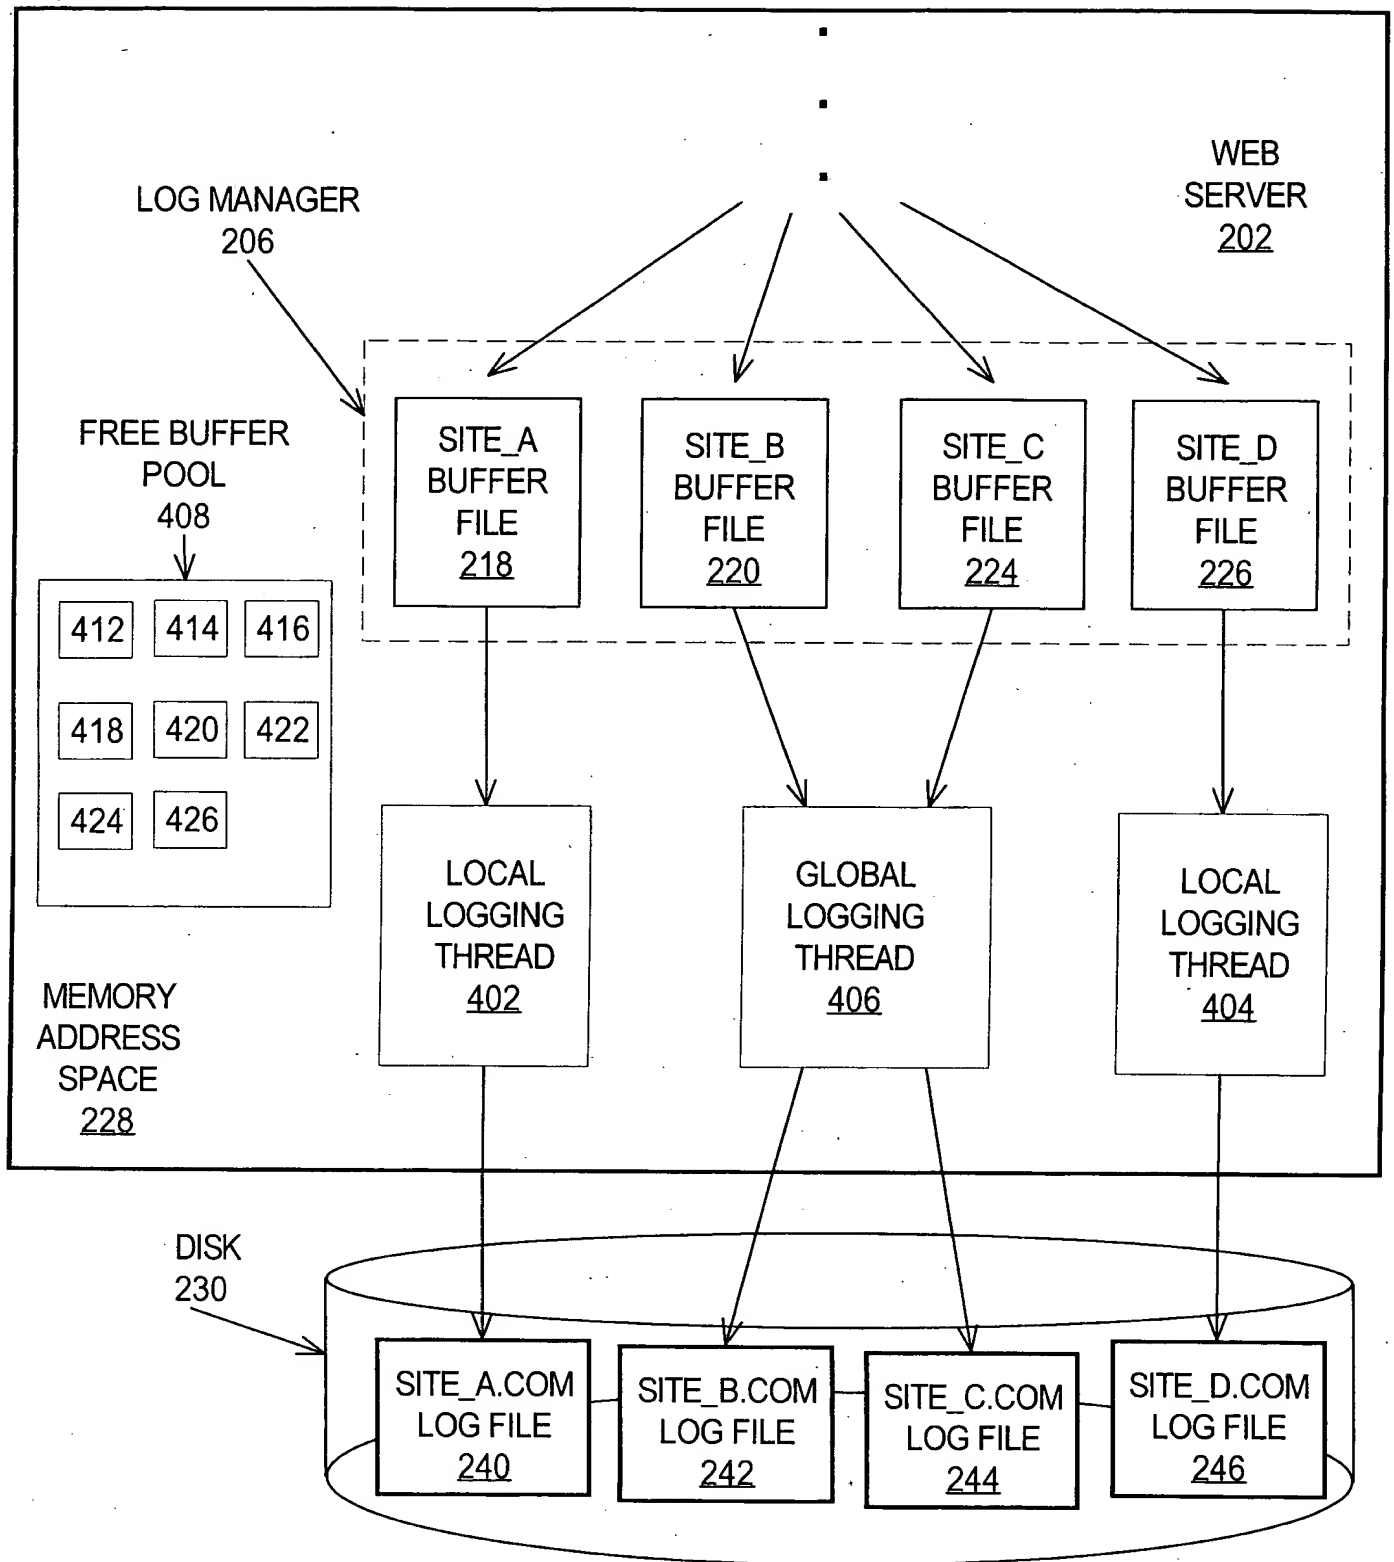 WEB
SERVER
202
LOG MANAGER
206
FREE BUFFER
POOL
408
SITE_A
BUFFER
FILE
218
SITE_B
BUFFER
FILE
220
SITE_C
BUFFER
FILE
224
SITE_D
BUFFER
FILE
226
412
414
416
418
420
422
424
426
LOCAL
LOGGING
THREAD
402
GLOBAL
LOGGING
THREAD
406
LOCAL
LOGGING
THREAD
404
MEMORY
ADDRESS
SPACE
228
DISK
230
SITE_A.COM
LOG FILE
240
SITE_B.COM
LOG FILE
242
SITE_C.COM
LOG FILE
244
SITE_D.COM
LOG FILE
246